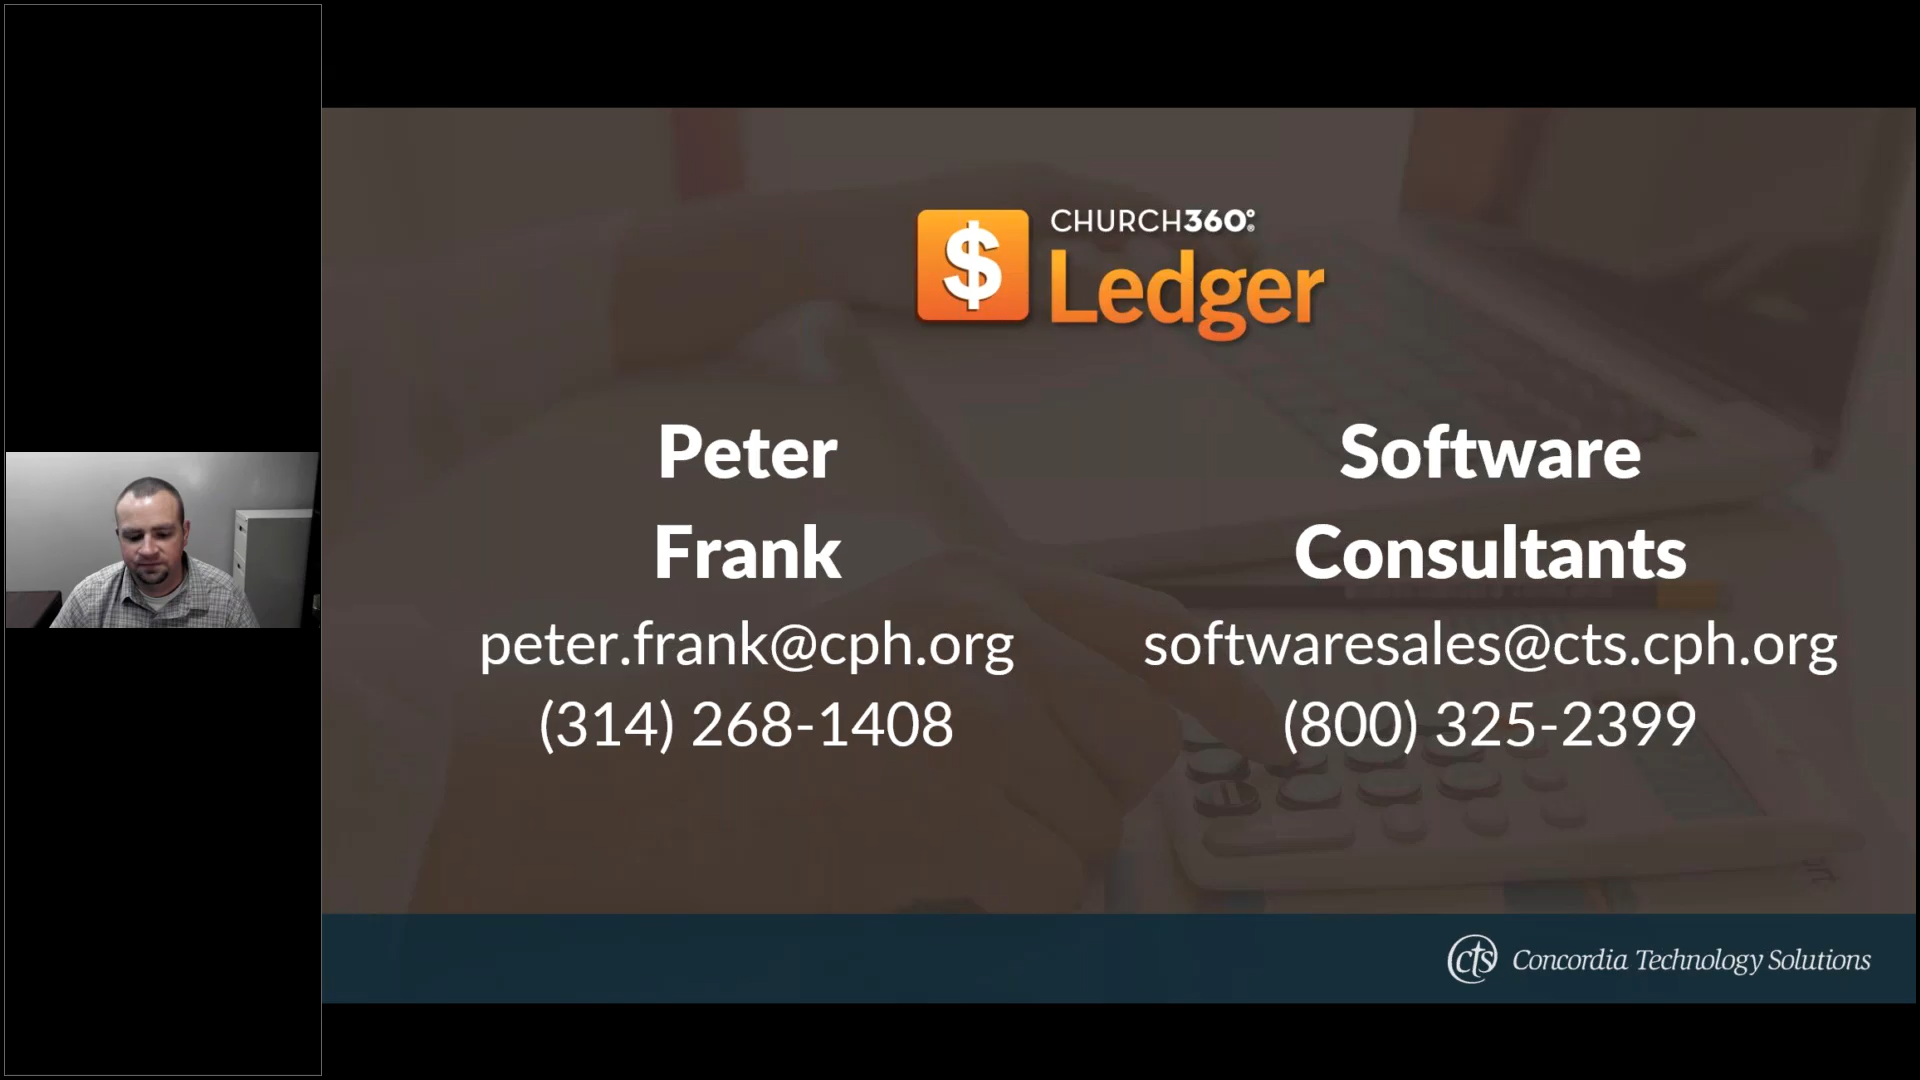 $
CHURCH360°®
Ledger
Peter
Frank
peter.frank@cph.org
(314) 268-1408
Software
Consultants
softwaresales@cts.cph.org
(800) 325-2399
cts Concordia Technology Solutions